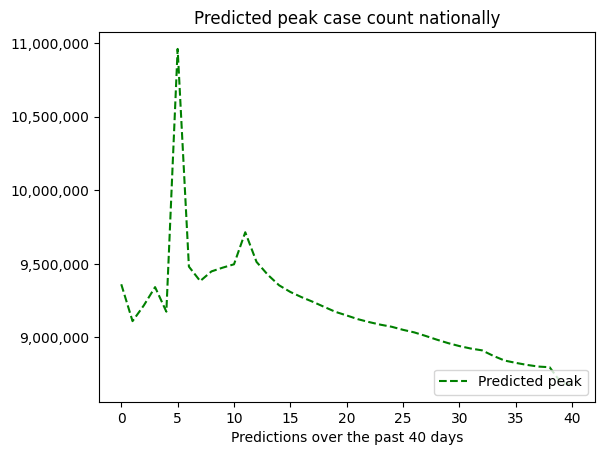 Predicted peak case count nationally
11,000,000
10,500,000
10,000,000
9,500,000
9,000,000
Predicted peak
0 5 10 15 20 25 30 35 40
Predictions over the past 40 days